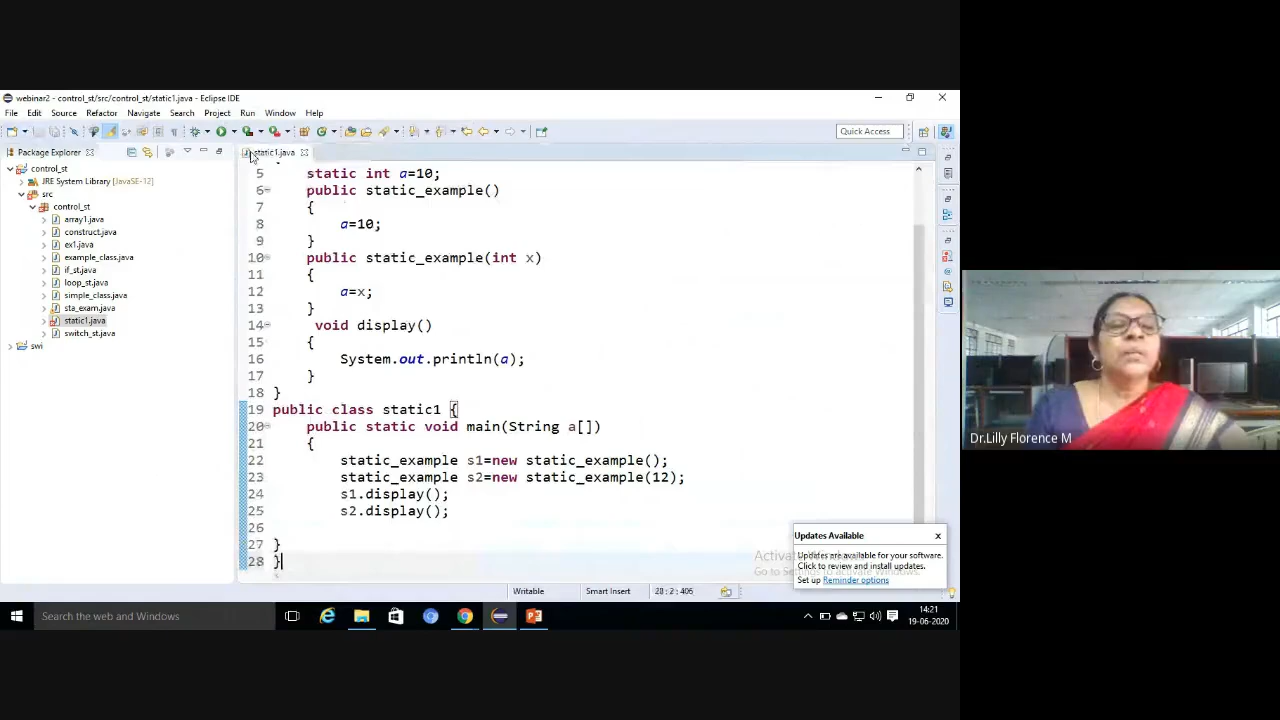 webinar2 - control_st/src/control_st/static1.java - Eclipse IDE
File Edit Source Refactor Navigate Search Project Run Window Help
Quick Access
Package Explorer
static1.java
control_st
JRE System Library [JavaSE-12]
src
control_st
array1.java
construct.java
ex1.java
example_class.java
if_st.java
loop_st.java
simple_class.java
sta_exam.java
static1.java
switch_st.java
swi
5 static int a=10;
6 public static_example()
7 {
8 a=10;
9 }
10 public static_example(int x)
11 {
12 a=x;
13 }
14 void display()
15 {
16 System.out.println(a);
17 }
18 }
19 public class static1 {
20 public static void main(String a[])
21 {
22 static_example s1=new static_example();
23 static_example s2=new static_example(12);
24 s1.display();
25 s2.display();
26
27 }
28 }
Updates Available
Updates are available for your software.
Click to review and install updates.
Set up Reminder options
Writable Smart Insert 28:2:406
Search the web and Windows
14:21
19-06-2020
Dr.Lilly Florence M